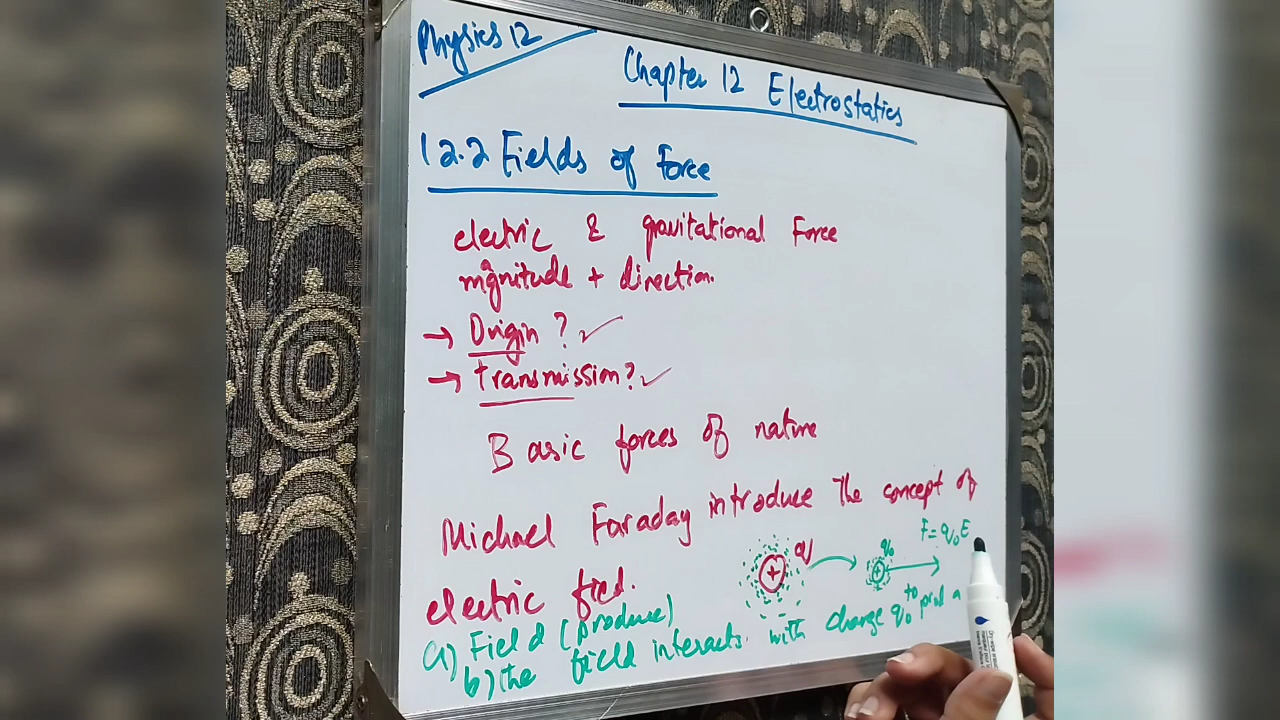 Physics 12
Chapter 12 Electrostatics
12.2 Fields of Force
electric & gravitational Force
magnitude + direction.
→ Origin? ✓
→ transmission? ✓
Basic forces of nature
Michael Faraday introduce the concept of
electric fied.
+ q + q₀ F = q₀E
a) Field (produce)
b) the field interacts with charge q₀ to a